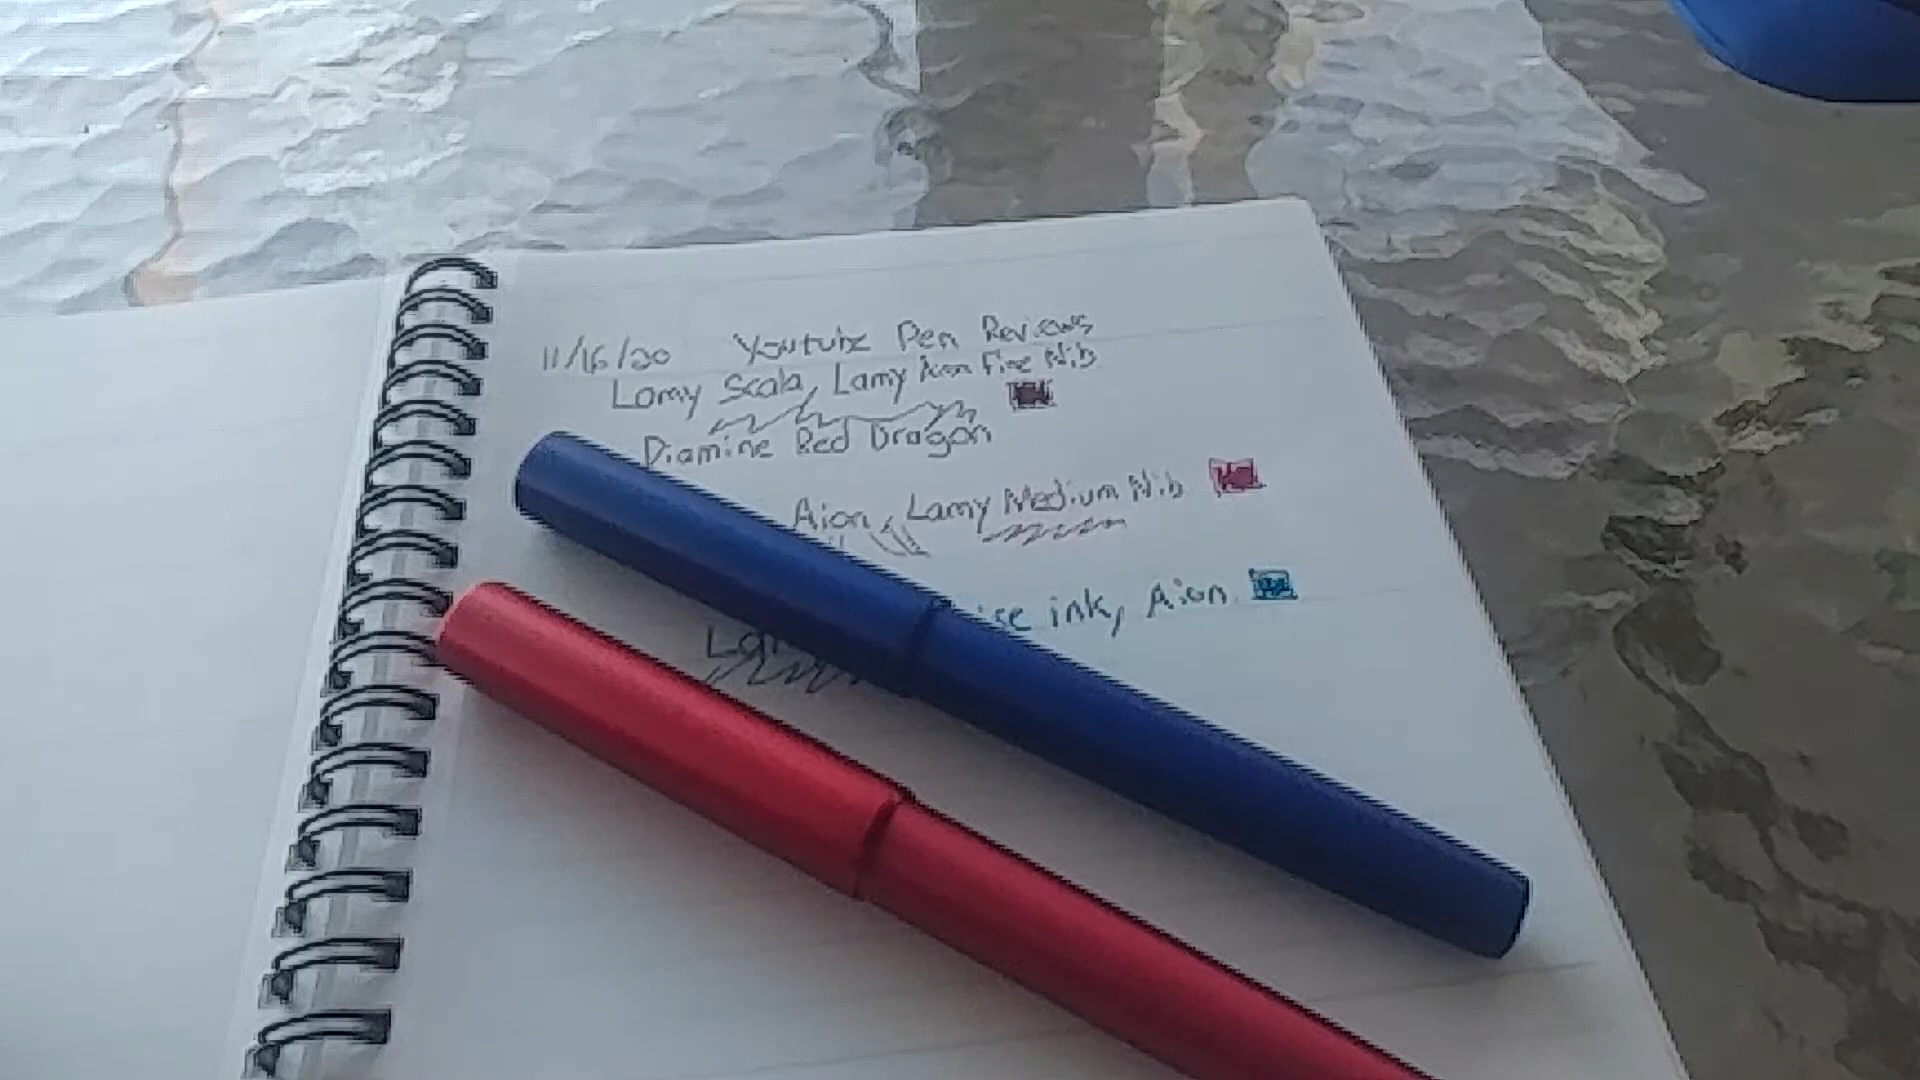 11/16/20 Youtube Pen Reviews
Lamy Scala, Lamy Aion Fine Nib
Diamine Red Dragon
Aion, Lamy Medium Nib
ink, Aion